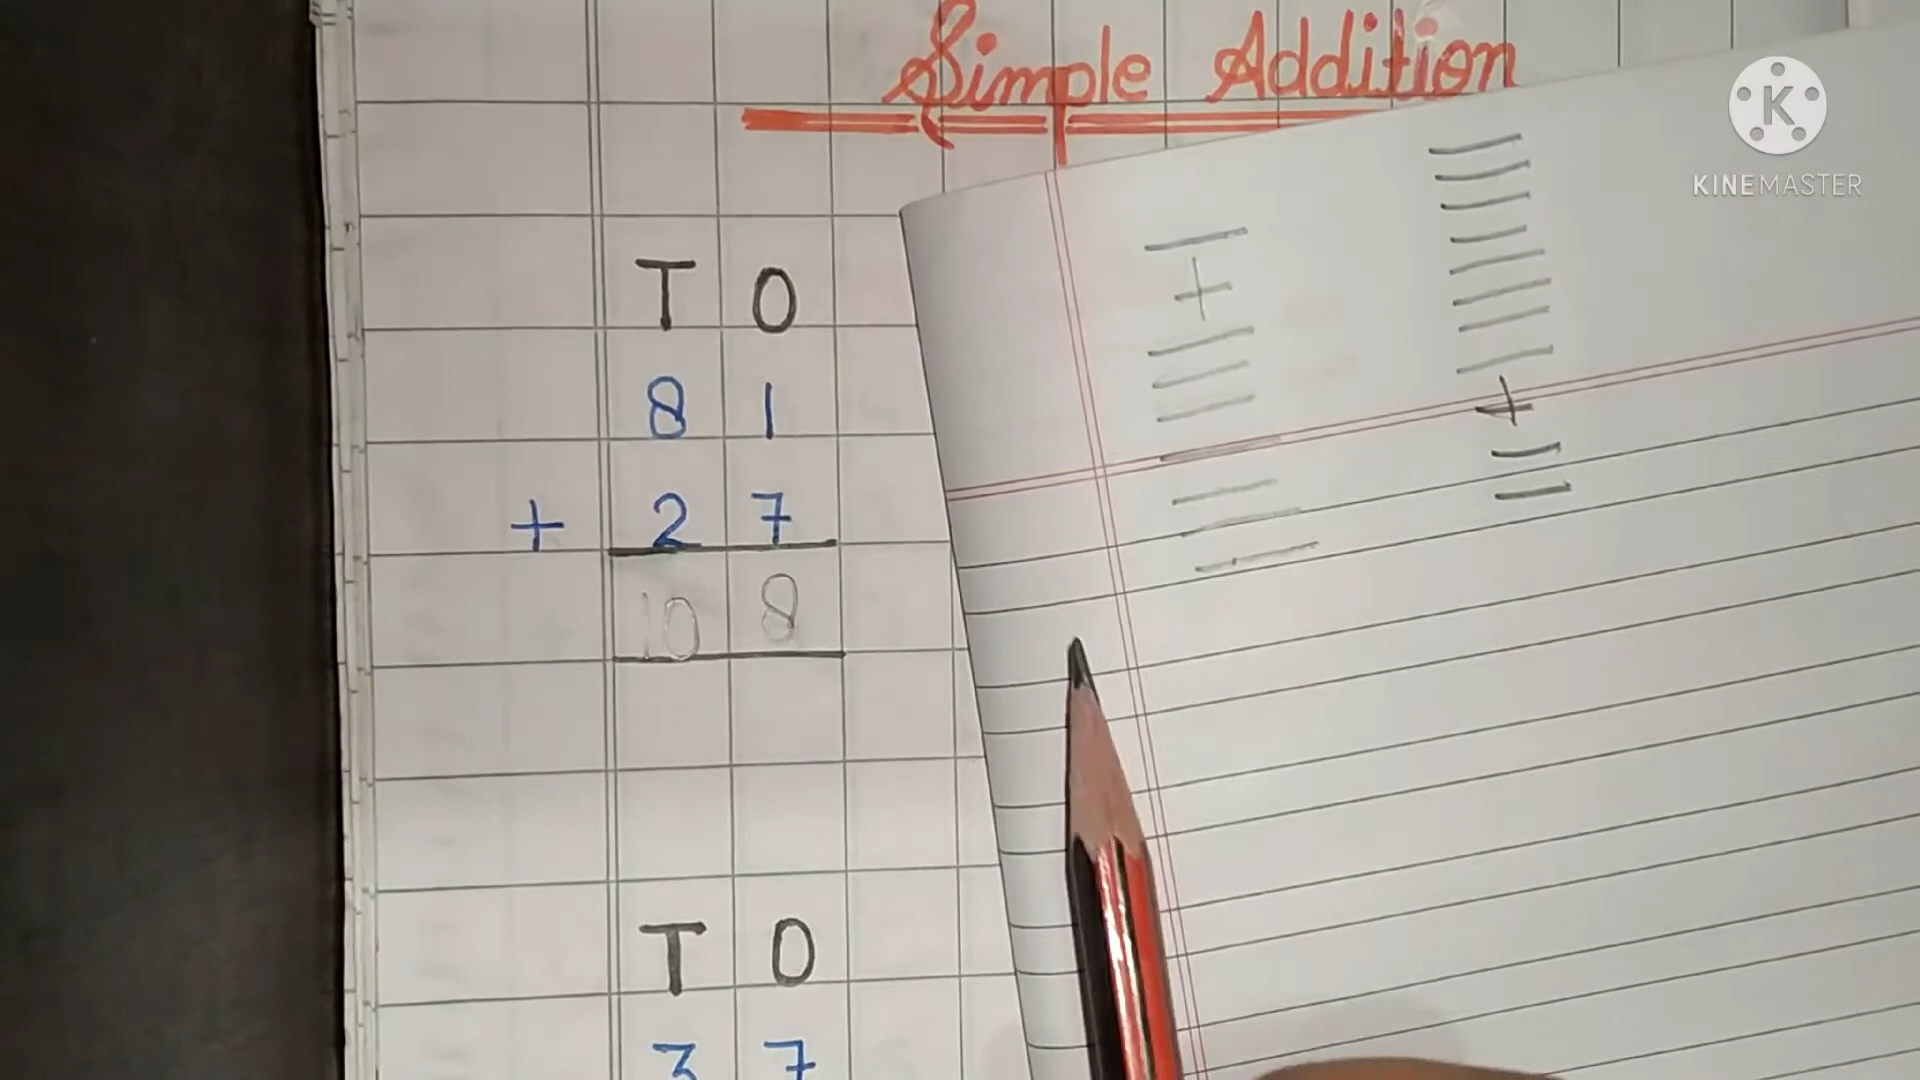 Simple Addition
KINEMASTER
T O
8 1
+ 2 7
10 8
T O
3 7